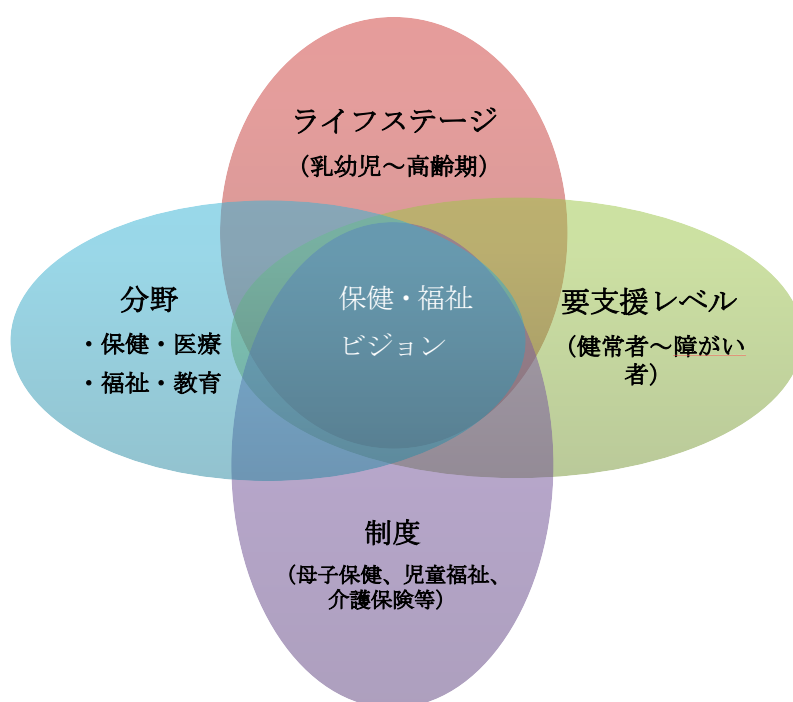 ライフステージ
（乳幼児～高齢期）
分野
・保健・医療
・福祉・教育
保健・福祉
ビジョン
要支援レベル
（健常者～障がい
者）
制度
（母子保健、児童福祉、
介護保険等）